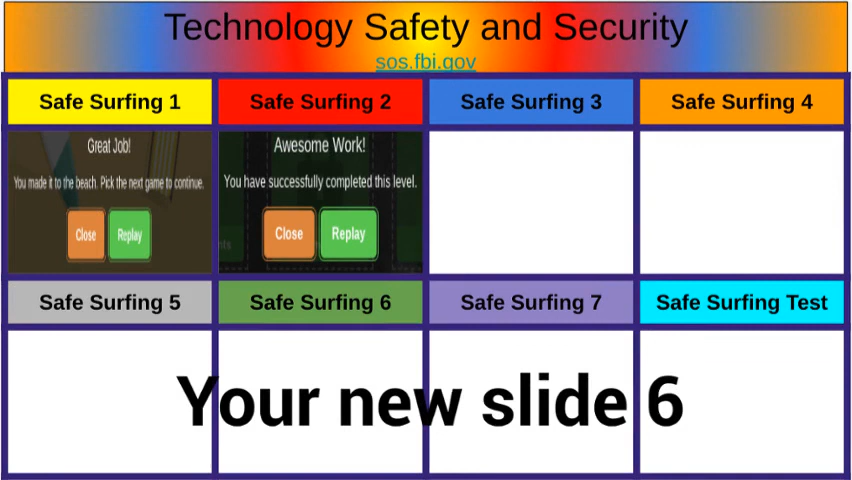 Technology Safety and Security
sos.fbi.gov
Safe Surfing 1
Safe Surfing 2
Safe Surfing 3
Safe Surfing 4
Great Job!
You made it to the beach. Pick the next game to continue.
Close
Replay
Awesome Work!
You have successfully completed this level.
Close
Replay
Safe Surfing 5
Safe Surfing 6
Safe Surfing 7
Safe Surfing Test
Your new slide 6